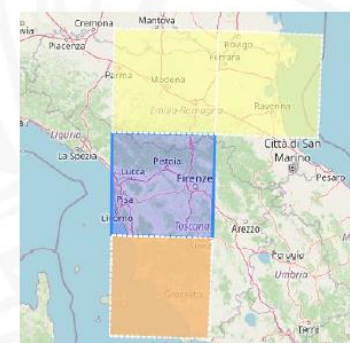 Cremona
Mantova
Piacenza
Rovigo
Ferrara
Parma
Modena
Emilia-Romagna
Ravenna
Liguria
La Spezia
Città di San
Marino
Pistoia
Lucca
Firenze
Pesaro
Pisa
Livorno
Toscana
Arezzo
Siena
Perugia
Umbria
Grosseto
Terni